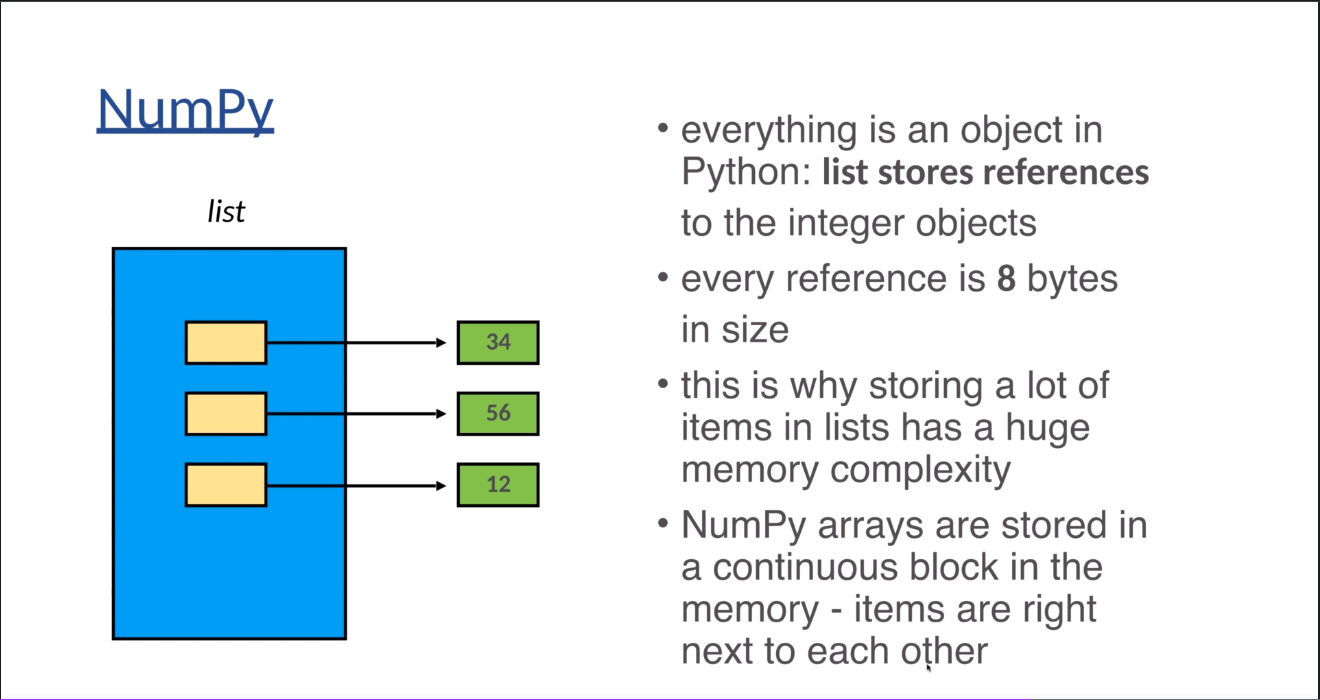 NumPy
list
34
56
12
• everything is an object in
Python: list stores references
to the integer objects
• every reference is 8 bytes
in size
• this is why storing a lot of
items in lists has a huge
memory complexity
• NumPy arrays are stored in
a continuous block in the
memory - items are right
next to each other